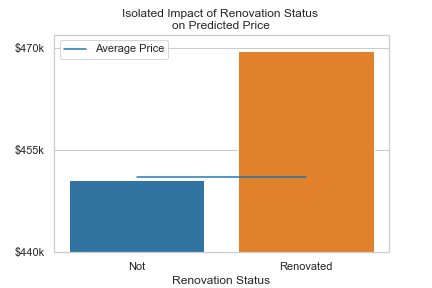 Isolated Impact of Renovation Status
on Predicted Price
Average Price
$470k
$455k
$440k
Not
Renovated
Renovation Status